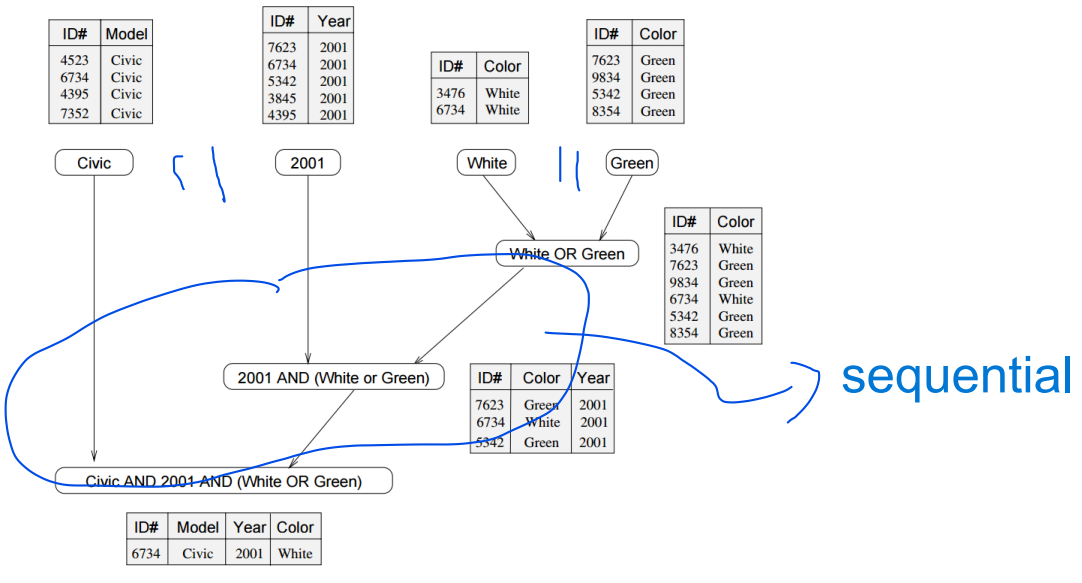 ID# Model
4523 Civic
6734 Civic
4395 Civic
7352 Civic
ID# Year
7623 2001
6734 2001
5342 2001
3845 2001
4395 2001
ID# Color
3476 White
6734 White
ID# Color
7623 Green
9834 Green
5342 Green
8354 Green
Civic
2001
White
Green
White OR Green
ID# Color
3476 White
7623 Green
9834 Green
6734 White
5342 Green
8354 Green
2001 AND (White or Green)
ID# Color Year
7623 Green 2001
6734 White 2001
5342 Green 2001
sequential
Civic AND 2001 AND (White OR Green)
ID# Model Year Color
6734 Civic 2001 White